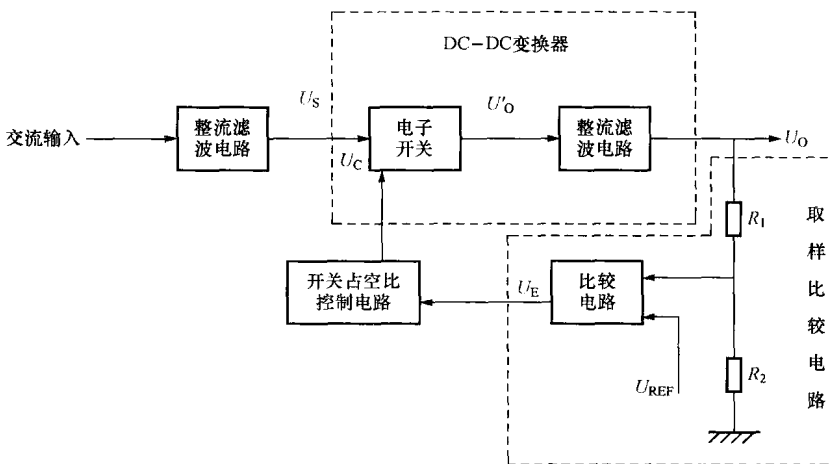 DC-DC变换器
交流输入
整流滤
波电路
U_S
电子
开关
U'_O
整流滤
波电路
U_O
U_C
取样比较电路
R_1
开关占空比
控制电路
U_E
比较
电路
U_REF
R_2